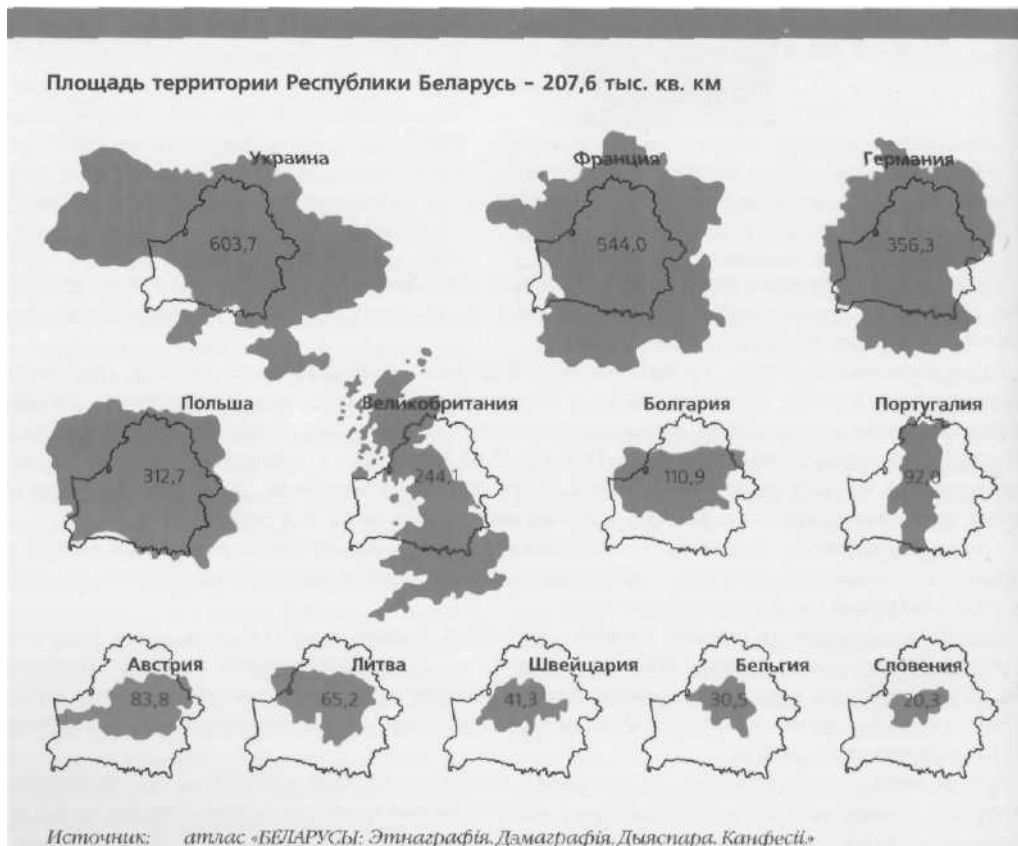 Площадь территории Республики Беларусь – 207,6 тыс. кв. км
Украина
Франция
Германия
603,7
544,0
356,3
Польша
Великобритания
Болгария
Португалия
312,7
244,1
110,9
92,0
Австрия
Литва
Швейцария
Бельгия
Словения
83,8
65,2
41,3
30,5
20,3
Источник: атлас «БЕЛАРУСЫ: Этнаграфія. Дэмаграфія. Дыяспара. Канфесіі.»